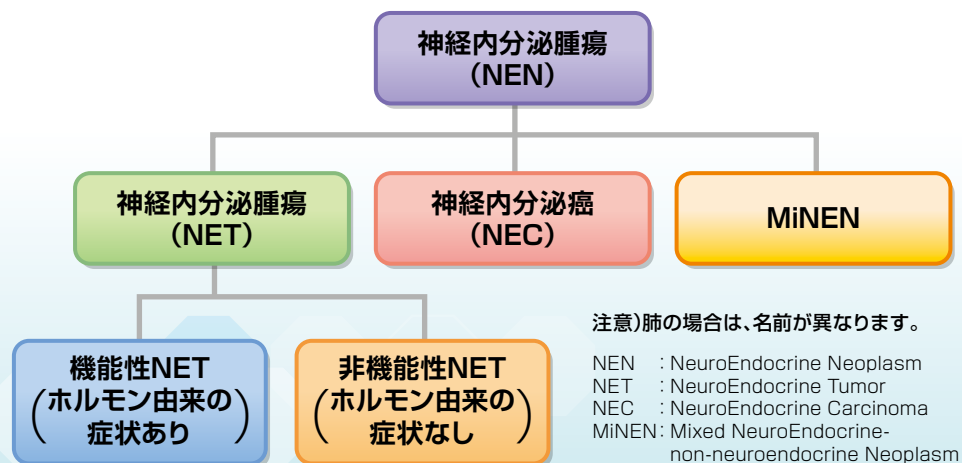 神経内分泌腫瘍
(NEN)
神経内分泌腫瘍
(NET)
神経内分泌癌
(NEC)
MiNEN
機能性NET
(ホルモン由来の
症状あり)
非機能性NET
(ホルモン由来の
症状なし)
注意)肺の場合は、名前が異なります。
NEN :NeuroEndocrine Neoplasm
NET :NeuroEndocrine Tumor
NEC :NeuroEndocrine Carcinoma
MiNEN:Mixed NeuroEndocrine-
non-neuroendocrine Neoplasm